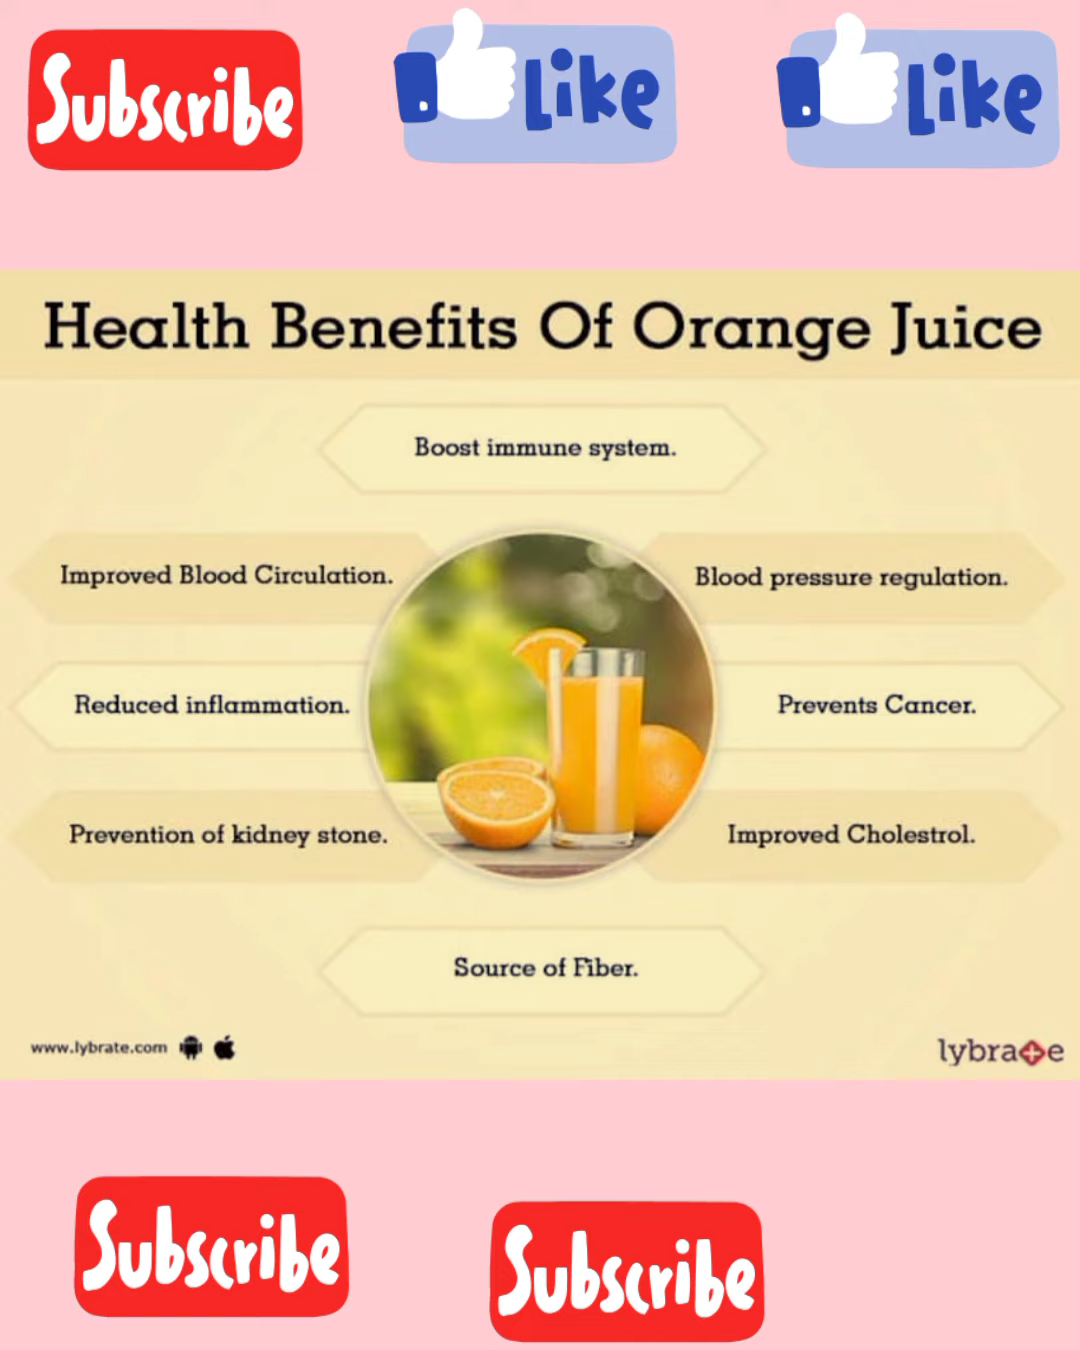 Subscribe
Like
Like
Health Benefits Of Orange Juice
Boost immune system.
Improved Blood Circulation.
Blood pressure regulation.
Reduced inflammation.
Prevents Cancer.
Prevention of kidney stone.
Improved Cholestrol.
Source of Fiber.
www.lybrate.com
lybrate
Subscribe
Subscribe